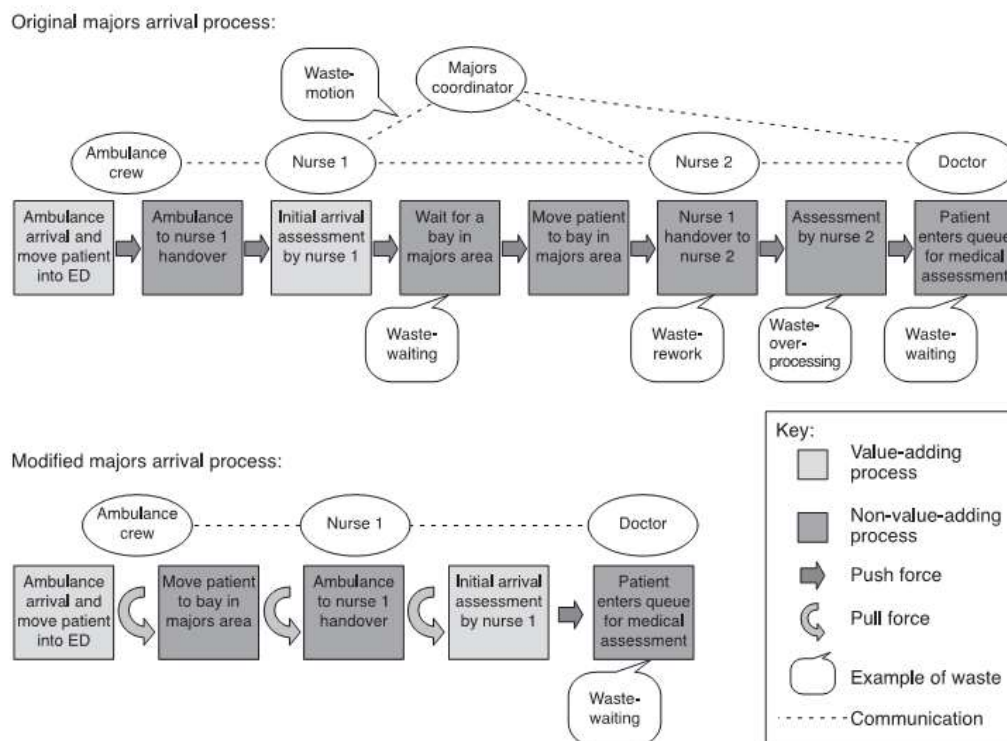 Original majors arrival process:
Waste-
motion
Majors
coordinator
Ambulance
crew
Nurse 1
Nurse 2
Doctor
Ambulance
arrival and
move patient
into ED
Ambulance
to nurse 1
handover
Initial arrival
assessment
by nurse 1
Wait for a
bay in
majors area
Move patient
to bay in
majors area
Nurse 1
handover to
nurse 2
Assessment
by nurse 2
Patient
enters queue
for medical
assessment
Waste-
waiting
Waste-
rework
Waste-
over-
processing
Waste-
waiting
Modified majors arrival process:
Ambulance
crew
Nurse 1
Doctor
Ambulance
arrival and
move patient
into ED
Move patient
to bay in
majors area
Ambulance
to nurse 1
handover
Initial arrival
assessment
by nurse 1
Patient
enters queue
for medical
assessment
Waste-
waiting
Key:
Value-adding
process
Non-value-adding
process
Push force
Pull force
Example of waste
Communication